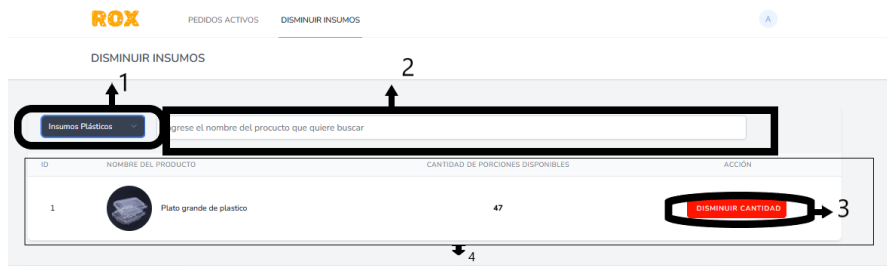 ROX PEDIDOS ACTIVOS DISMINUIR INSUMOS A
DISMINUIR INSUMOS
1 2
Insumos Plásticos
ngrese el nombre del procucto que quiere buscar
ID NOMBRE DEL PRODUCTO CANTIDAD DE PORCIONES DISPONIBLES ACCIÓN
1 Plato grande de plastico 47 DISMINUIR CANTIDAD 3
4